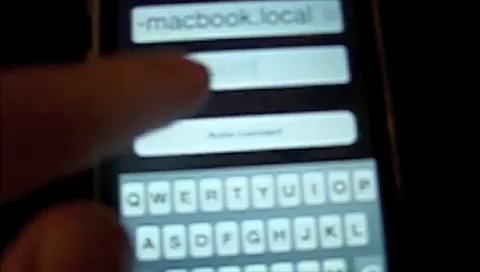 -macbook.local
Auto connect
Q W E R T Y U I O P
A S D F G H J K L